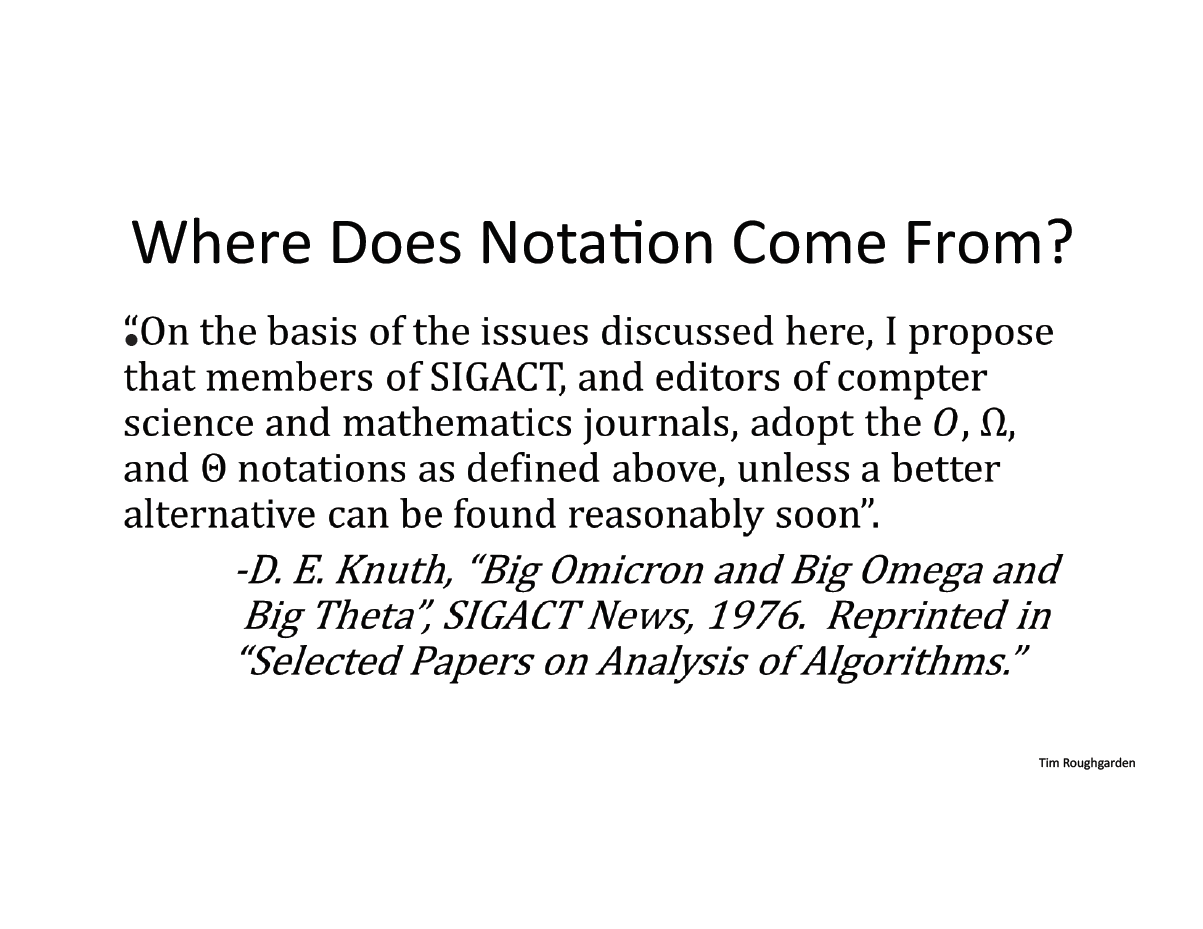 Where Does Notation Come From?
“On the basis of the issues discussed here, I propose
that members of SIGACT, and editors of compter
science and mathematics journals, adopt the O, Ω,
and Θ notations as defined above, unless a better
alternative can be found reasonably soon”.
-D. E. Knuth, “Big Omicron and Big Omega and
Big Theta”, SIGACT News, 1976. Reprinted in
“Selected Papers on Analysis of Algorithms.”
Tim Roughgarden